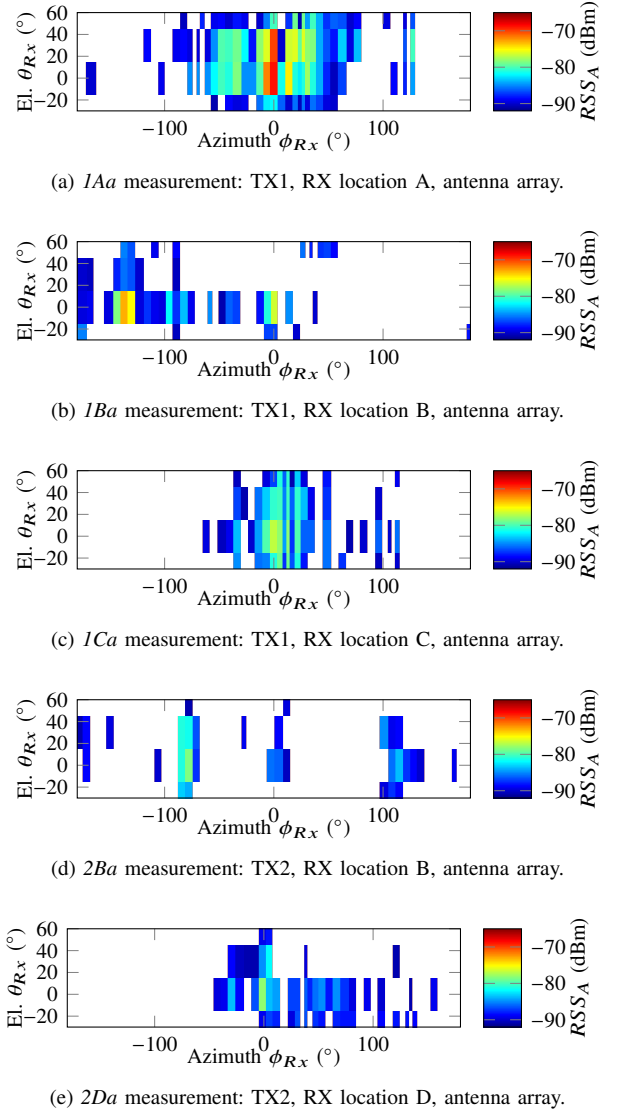 60
40
20
0
−20
El. θRx (°)
−100 0 100
Azimuth ϕRx (°)
−70
−80
−90
RSSA (dBm)
(a) 1Aa measurement: TX1, RX location A, antenna array.
60
40
20
0
−20
El. θRx (°)
−100 0 100
Azimuth ϕRx (°)
−70
−80
−90
RSSA (dBm)
(b) 1Ba measurement: TX1, RX location B, antenna array.
60
40
20
0
−20
El. θRx (°)
−100 0 100
Azimuth ϕRx (°)
−70
−80
−90
RSSA (dBm)
(c) 1Ca measurement: TX1, RX location C, antenna array.
60
40
20
0
−20
El. θRx (°)
−100 0 100
Azimuth ϕRx (°)
−70
−80
−90
RSSA (dBm)
(d) 2Ba measurement: TX2, RX location B, antenna array.
60
40
20
0
−20
El. θRx (°)
−100 0 100
Azimuth ϕRx (°)
−70
−80
−90
RSSA (dBm)
(e) 2Da measurement: TX2, RX location D, antenna array.